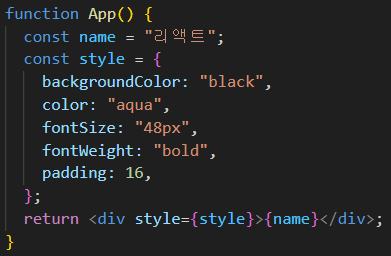 function App() {
  const name = "리액트";
  const style = {
    backgroundColor: "black",
    color: "aqua",
    fontSize: "48px",
    fontWeight: "bold",
    padding: 16,
  };
  return <div style={style}>{name}</div>;
}